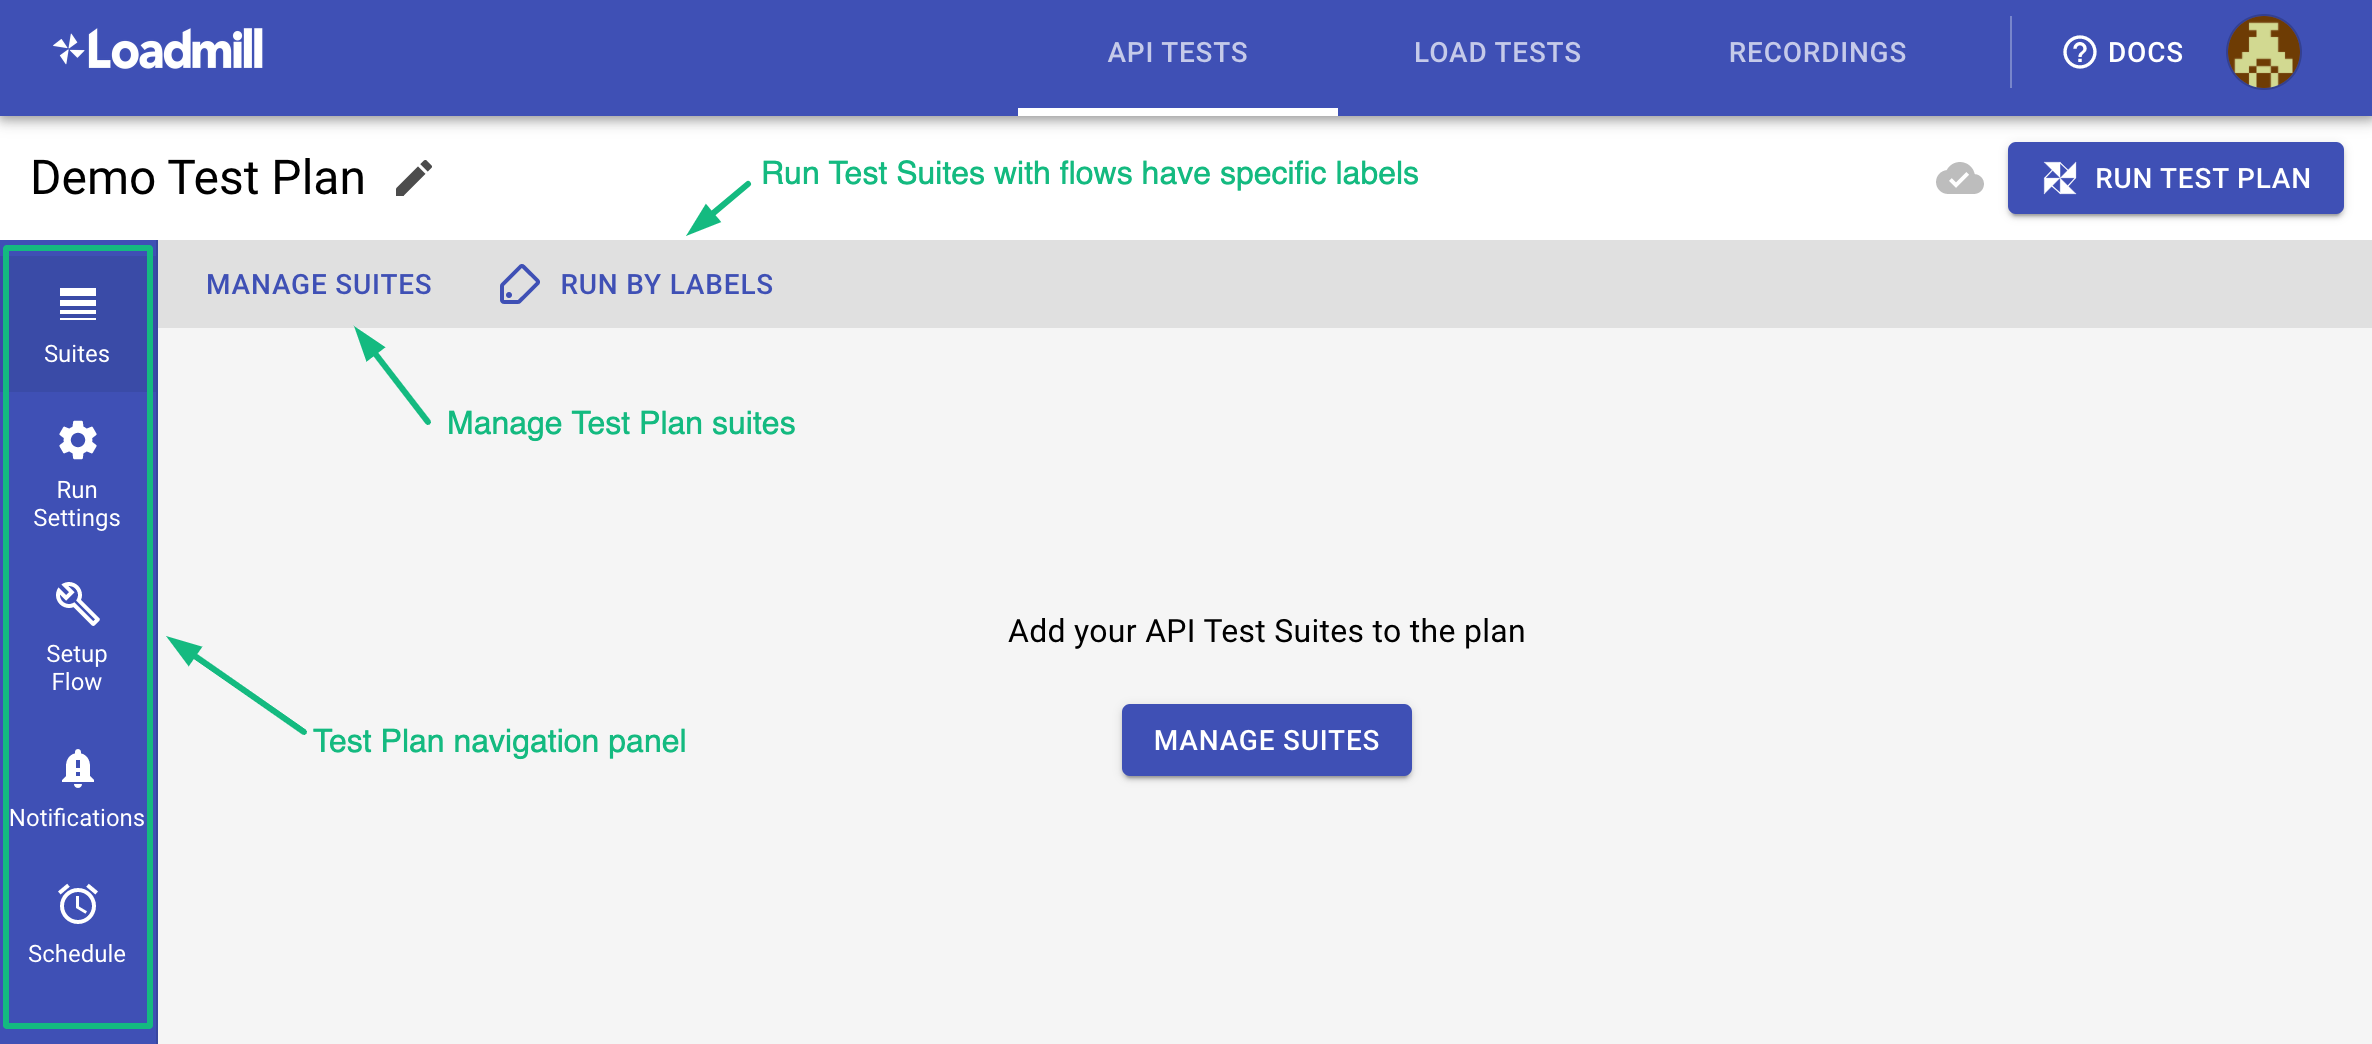 Loadmill
API TESTS
LOAD TESTS
RECORDINGS
DOCS
Demo Test Plan
Run Test Suites with flows have specific labels
RUN TEST PLAN
MANAGE SUITES
RUN BY LABELS
Suites
Manage Test Plan suites
Run
Settings
Setup
Flow
Add your API Test Suites to the plan
Test Plan navigation panel
MANAGE SUITES
Notifications
Schedule